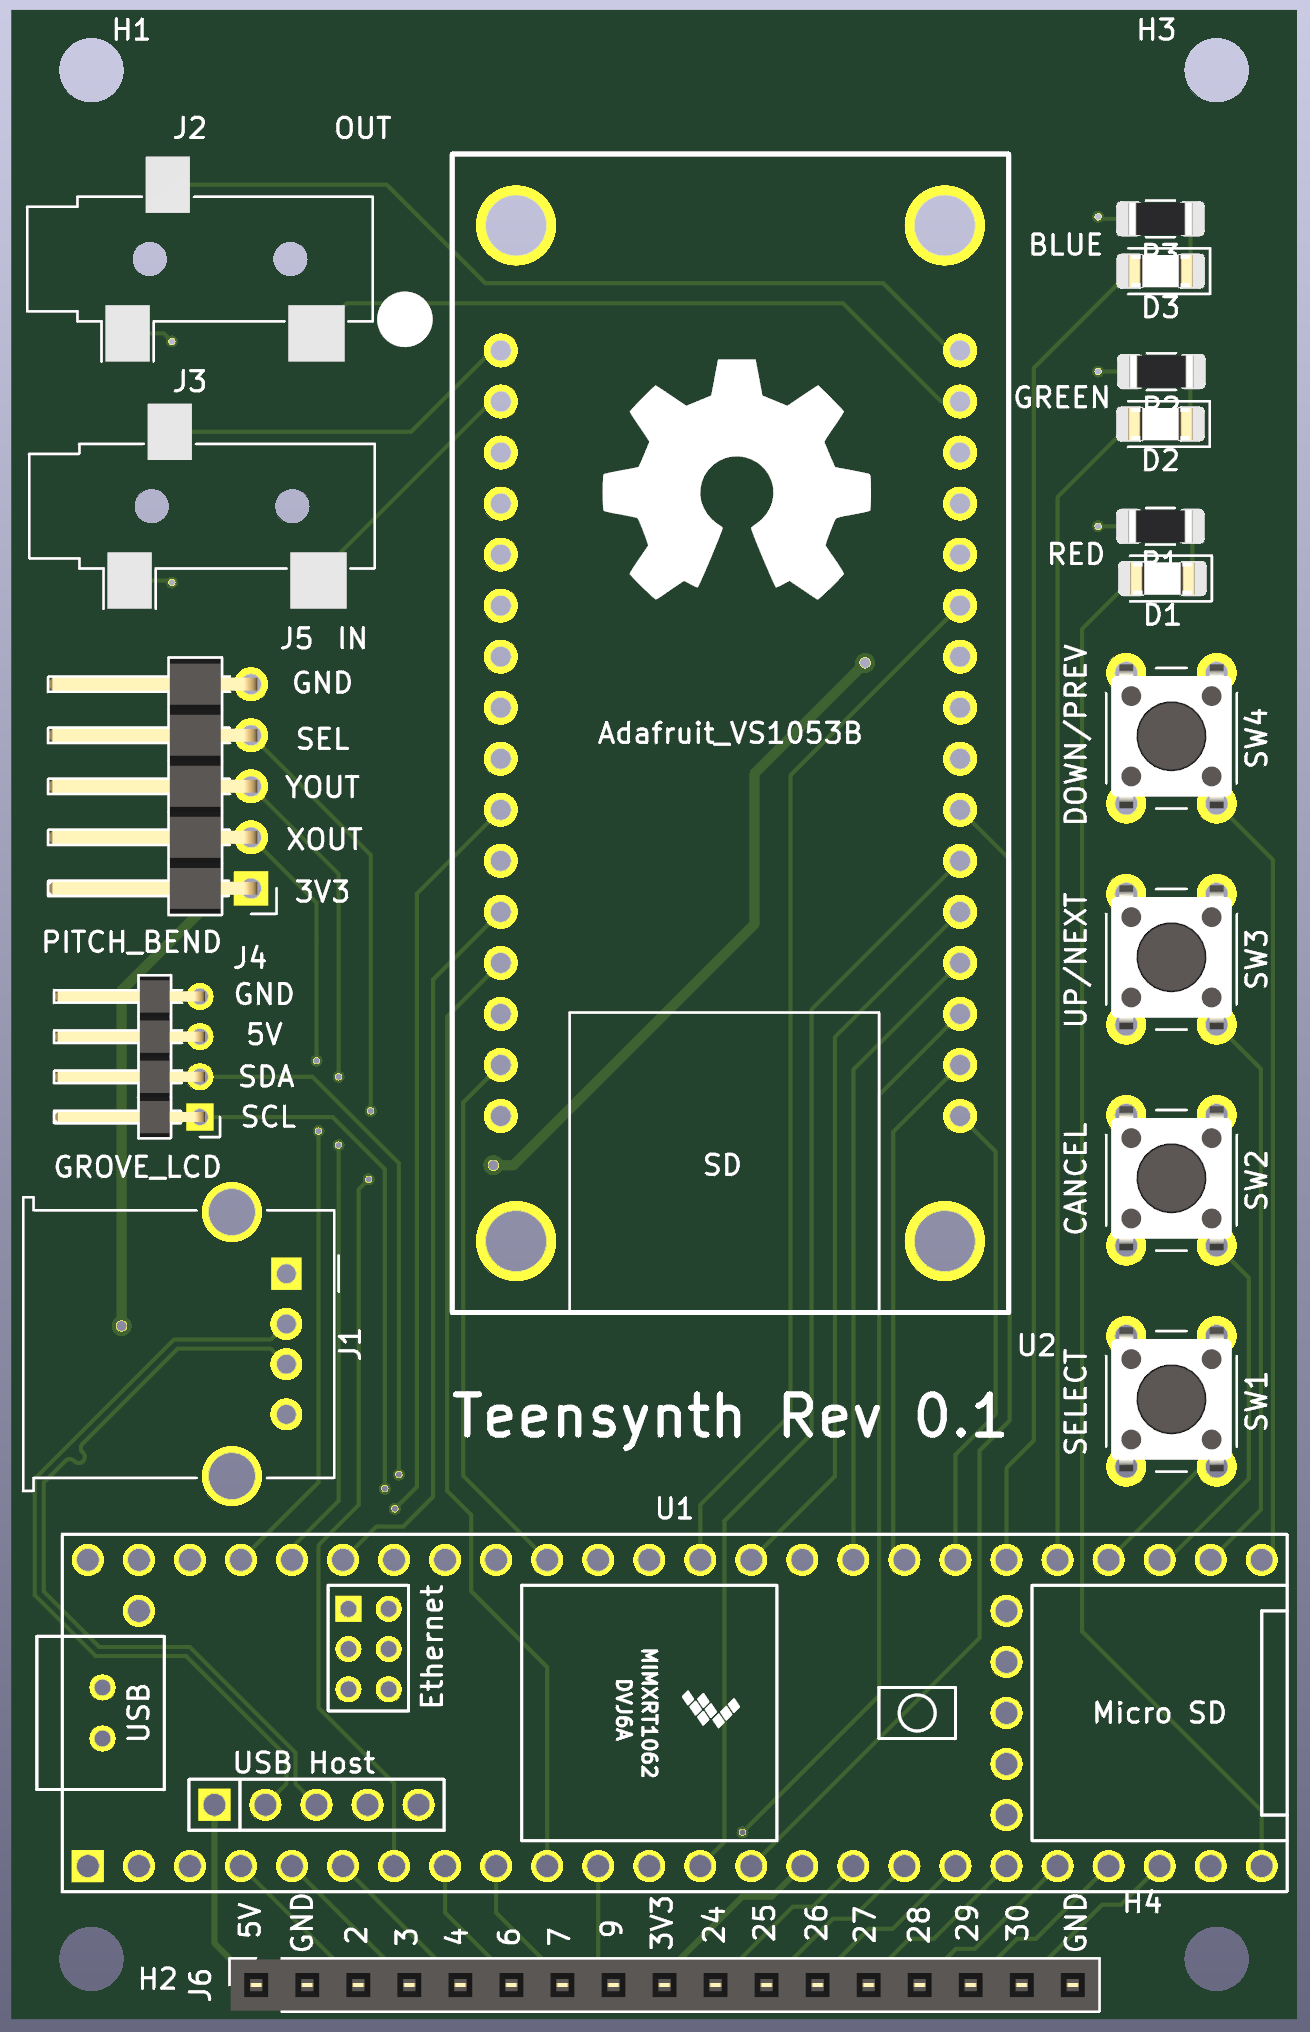 H1
H3
J2
OUT
BLUE
R3
D3
J3
GREEN
R2
D2
RED
R1
D1
J5 IN
GND
SEL
YOUT
XOUT
3V3
PITCH_BEND
Adafruit_VS1053B
DOWN/PREV
SW4
J4
GND
5V
SDA
SCL
GROVE_LCD
UP/NEXT
SW3
SD
CANCEL
SW2
J1
U2
SELECT
SW1
Teensynth Rev 0.1
U1
Ethernet
MIMXRT1062
DVJ6A
USB
Micro SD
USB Host
5V
GND
2
3
4
6
7
9
3V3
24
25
26
27
28
29
30
GND
H4
H2
J6